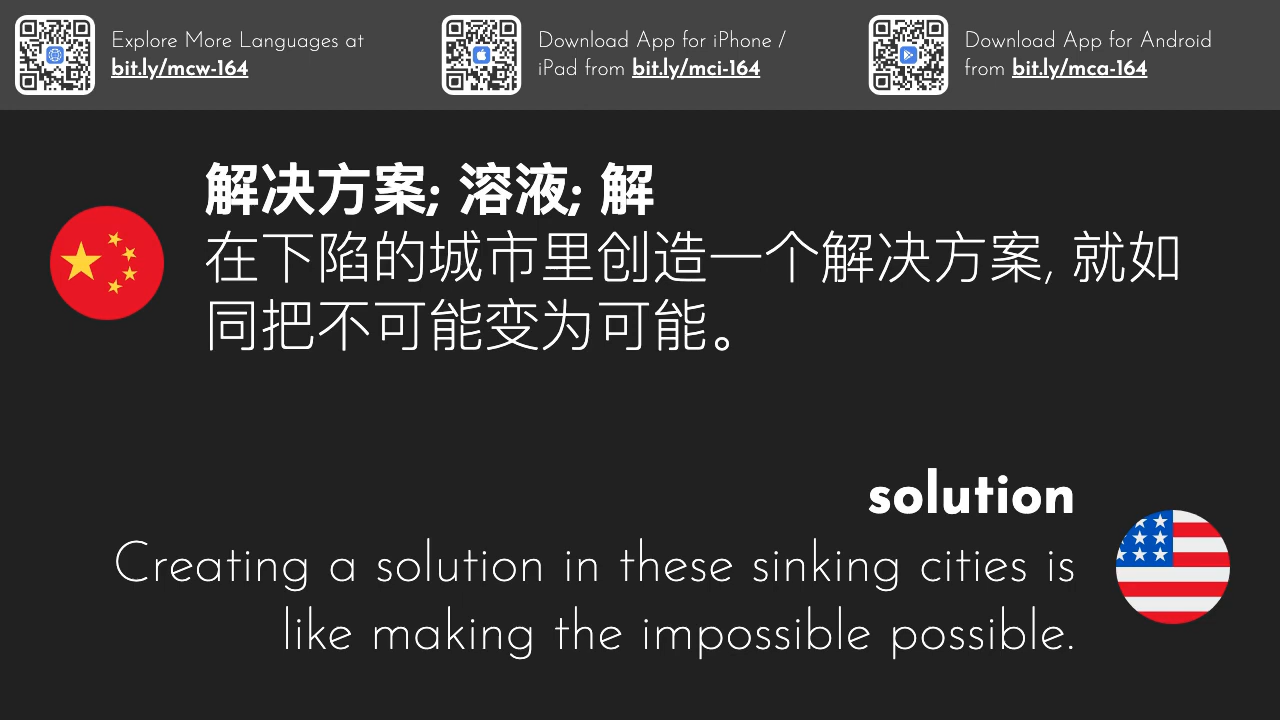 Explore More Languages at
bit.ly/mcw-164
Download App for iPhone /
iPad from bit.ly/mci-164
Download App for Android
from bit.ly/mca-164
解决方案; 溶液; 解
在下陷的城市里创造一个解决方案, 就如
同把不可能变为可能。
solution
Creating a solution in these sinking cities is
like making the impossible possible.